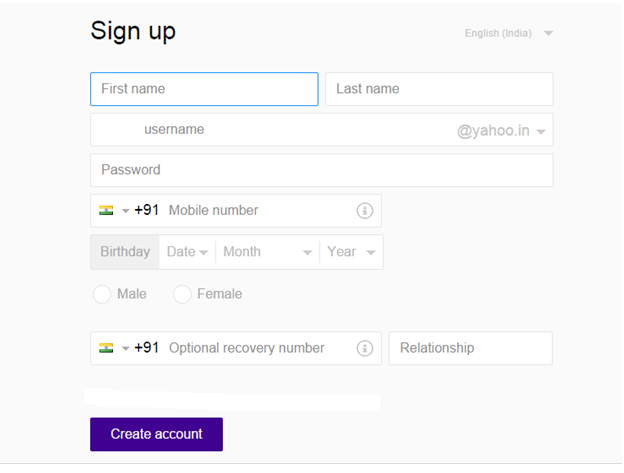 Sign up
English (India)
First name Last name
username @yahoo.in
Password
+91 Mobile number
Birthday Date Month Year
Male Female
+91 Optional recovery number Relationship
Create account